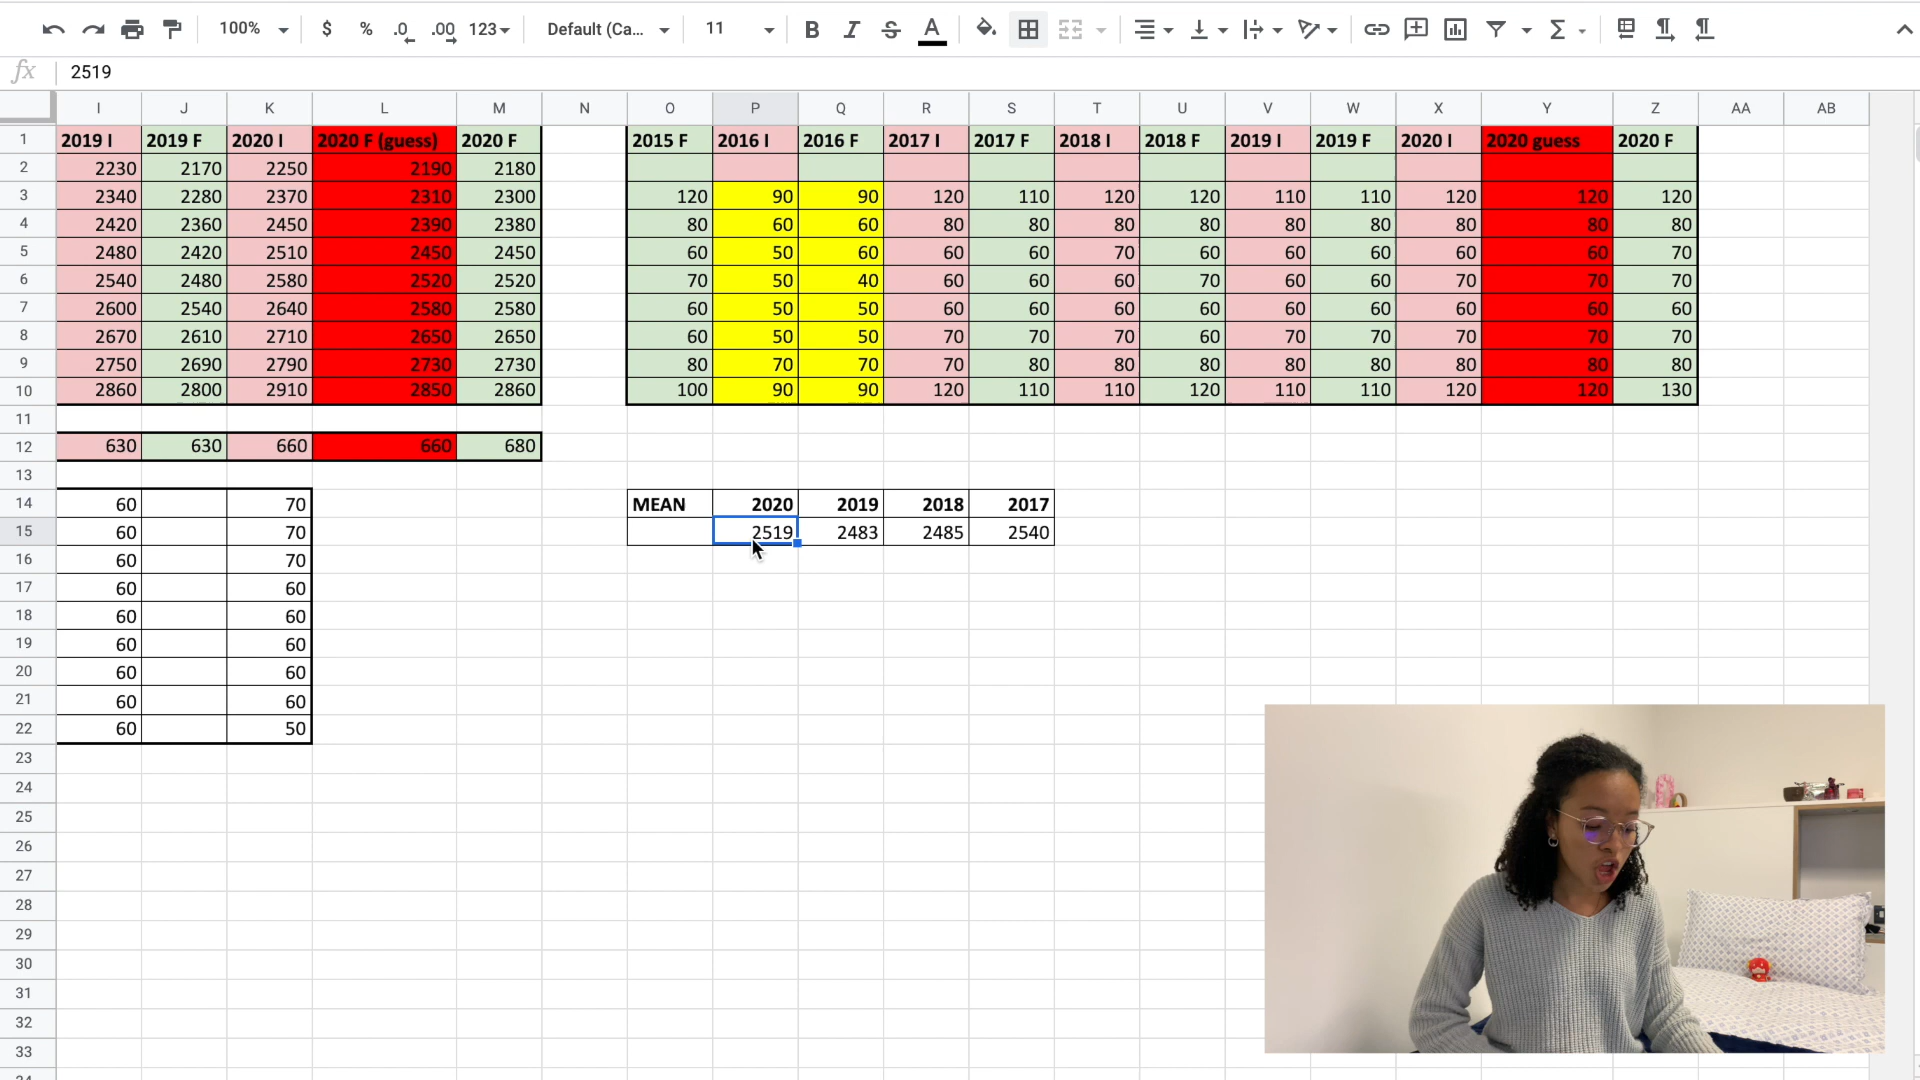 100% $ % .0 .00 123 Default (Ca... 11 B I S A
fx 2519
I J K L M N O P Q R S T U V W X Y Z AA AB
1 2019 I 2019 F 2020 I 2020 F (guess) 2020 F 2015 F 2016 I 2016 F 2017 I 2017 F 2018 I 2018 F 2019 I 2019 F 2020 I 2020 guess 2020 F
2 2230 2170 2250 2190 2180
3 2340 2280 2370 2310 2300 120 90 90 120 110 120 120 110 110 120 120 120
4 2420 2360 2450 2390 2380 80 60 60 80 80 80 80 80 80 80 80 80
5 2480 2420 2510 2450 2450 60 50 60 60 60 70 60 60 60 60 60 70
6 2540 2480 2580 2520 2520 70 50 40 60 60 60 70 60 60 70 70 70
7 2600 2540 2640 2580 2580 60 50 50 60 60 60 60 60 60 60 60 60
8 2670 2610 2710 2650 2650 60 50 50 70 70 70 60 70 70 70 70 70
9 2750 2690 2790 2730 2730 80 70 70 70 80 80 80 80 80 80 80 80
10 2860 2800 2910 2850 2860 100 90 90 120 110 110 120 110 110 120 120 130
11
12 630 630 660 660 680
13
14 60 70 MEAN 2020 2019 2018 2017
15 60 70 2519 2483 2485 2540
16 60 70
17 60 60
18 60 60
19 60 60
20 60 60
21 60 60
22 60 50
23
24
25
26
27
28
29
30
31
32
33
34